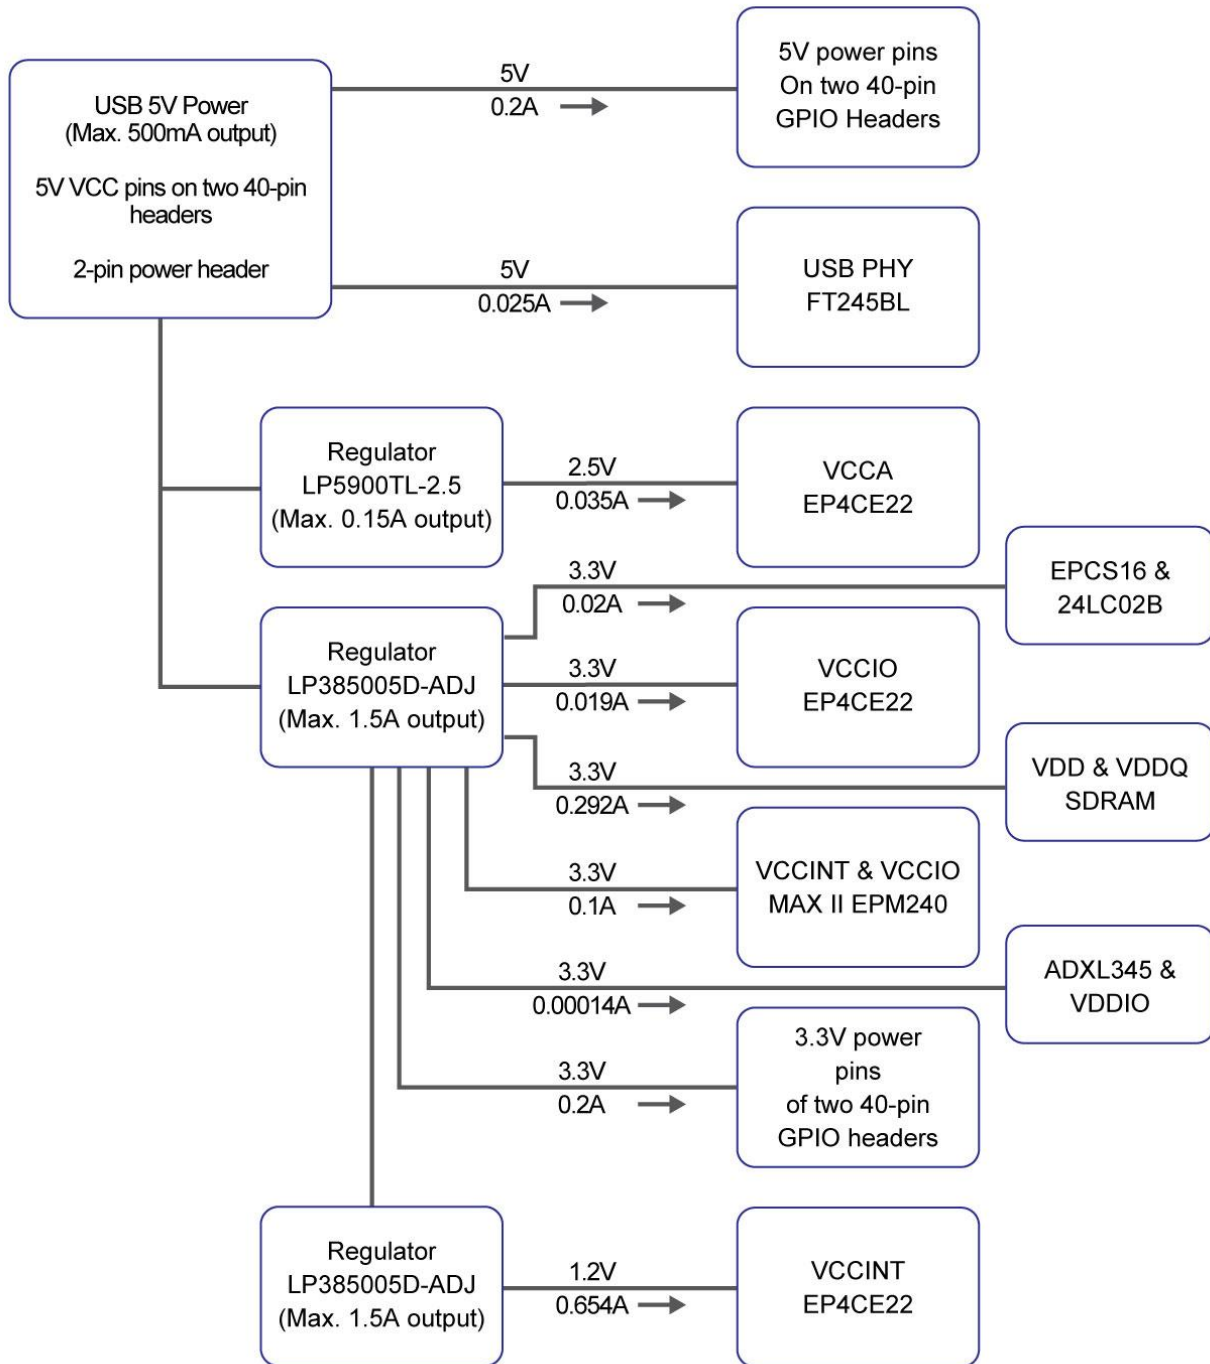 USB 5V Power
(Max. 500mA output)
5V VCC pins on two 40-pin
headers
2-pin power header
5V
0.2A
5V power pins
On two 40-pin
GPIO Headers
5V
0.025A
USB PHY
FT245BL
Regulator
LP5900TL-2.5
(Max. 0.15A output)
2.5V
0.035A
VCCA
EP4CE22
3.3V
0.02A
EPCS16 &
24LC02B
Regulator
LP385005D-ADJ
(Max. 1.5A output)
3.3V
0.019A
VCCIO
EP4CE22
3.3V
0.292A
VDD & VDDQ
SDRAM
3.3V
0.1A
VCCINT & VCCIO
MAX II EPM240
3.3V
0.00014A
ADXL345 &
VDDIO
3.3V
0.2A
3.3V power
pins
of two 40-pin
GPIO headers
Regulator
LP385005D-ADJ
(Max. 1.5A output)
1.2V
0.654A
VCCINT
EP4CE22